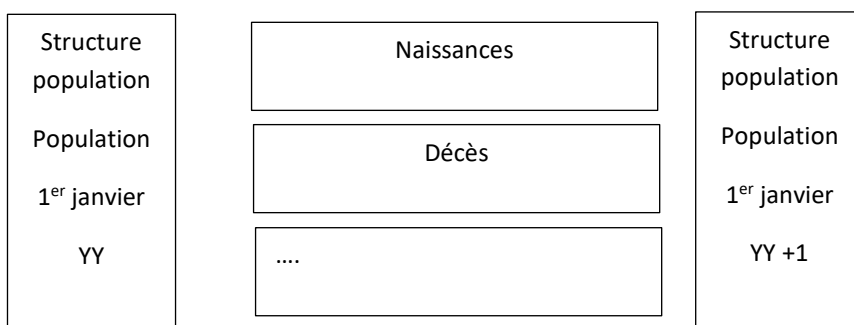 Structure
population
Population
1er janvier
YY
Naissances
Décès
....
Structure
population
Population
1er janvier
YY +1